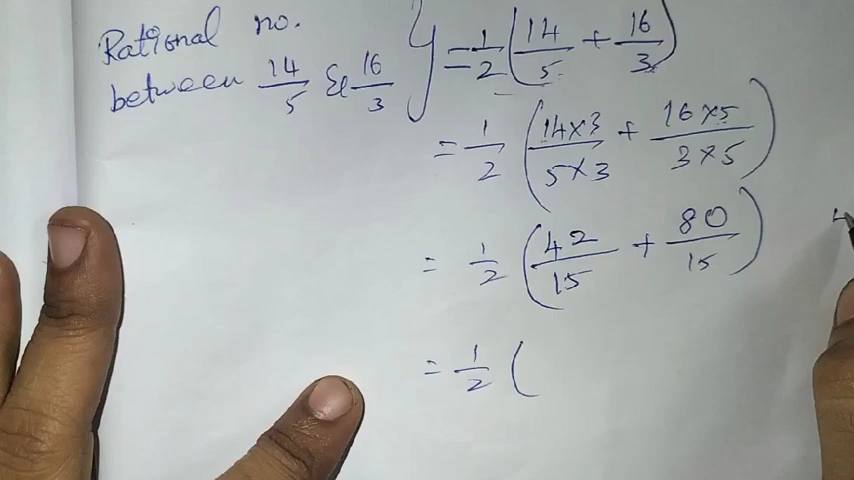 Rational no.
between 14/5 & 16/3 } = 1/2 (14/5 + 16/3)
= 1/2 (14×3/5×3 + 16×5/3×5)
= 1/2 (42/15 + 80/15)
= 1/2 (